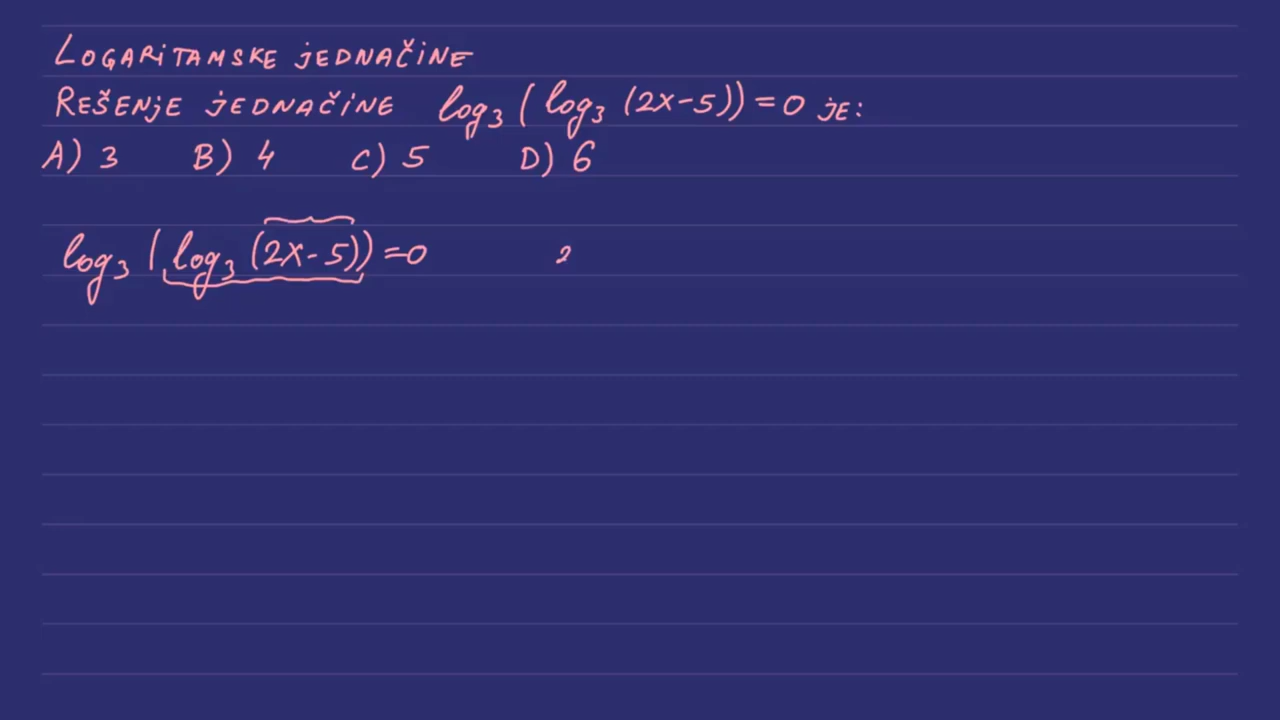 LOGARITAMSKE JEDNAČINE
REŠENJE JEDNAČINE log₃(log₃(2X-5))=0 JE:
A) 3 B) 4 C) 5 D) 6
log₃(log₃(2X-5))=0 2